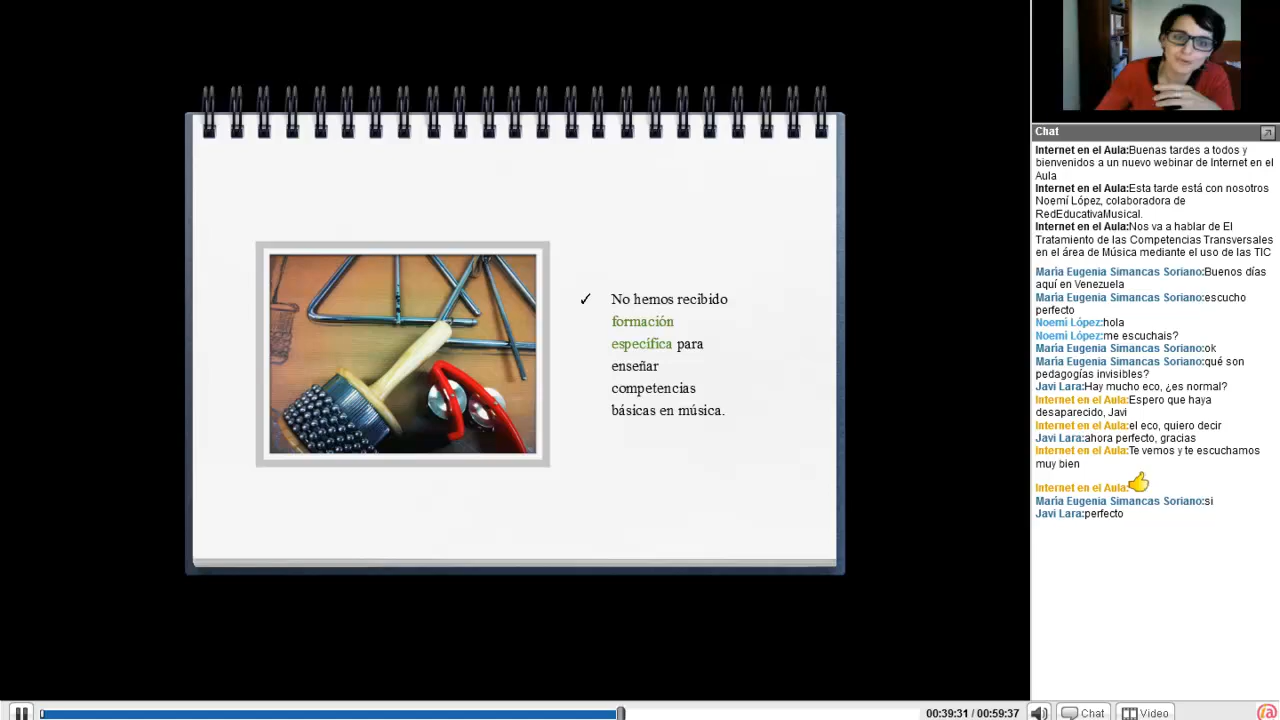 ✓ No hemos recibido
formación
específica para
enseñar
competencias
básicas en música.
Chat
Internet en el Aula:Buenas tardes a todos y
bienvenidos a un nuevo webinar de Internet en el
Aula
Internet en el Aula:Esta tarde está con nosotros
Noemí López, colaboradora de
RedEducativaMusical.
Internet en el Aula:Nos va a hablar de El
Tratamiento de las Competencias Transversales
en el área de Música mediante el uso de las TIC
María Eugenia Simancas Soriano:Buenos días
aquí en Venezuela
María Eugenia Simancas Soriano:escucho
perfecto
Noemí López:hola
Noemí López:me escuchais?
María Eugenia Simancas Soriano:ok
María Eugenia Simancas Soriano:qué son
pedagogías invisibles?
Javi Lara:Hay mucho eco, ¿es normal?
Internet en el Aula:Espero que haya
desaparecido, Javi
Internet en el Aula:el eco, quiero decir
Javi Lara:ahora perfecto, gracias
Internet en el Aula:Te vemos y te escuchamos
muy bien
Internet en el Aula:
María Eugenia Simancas Soriano:si
Javi Lara:perfecto
00:39:31 / 00:59:37 Chat Video